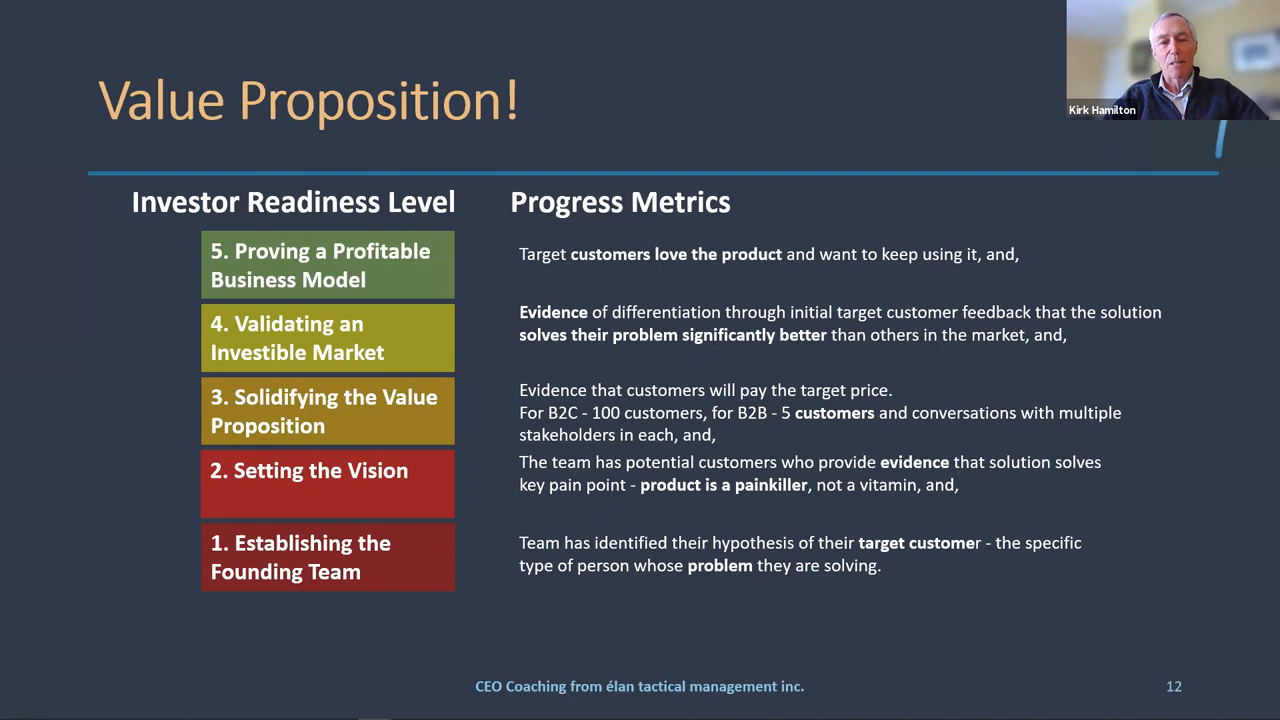 Value Proposition!
Kirk Hamilton
Investor Readiness Level
Progress Metrics
5. Proving a Profitable
Business Model
Target customers love the product and want to keep using it, and,
4. Validating an
Investible Market
Evidence of differentiation through initial target customer feedback that the solution
solves their problem significantly better than others in the market, and,
3. Solidifying the Value
Proposition
Evidence that customers will pay the target price.
For B2C - 100 customers, for B2B - 5 customers and conversations with multiple
stakeholders in each, and,
2. Setting the Vision
The team has potential customers who provide evidence that solution solves
key pain point - product is a painkiller, not a vitamin, and,
1. Establishing the
Founding Team
Team has identified their hypothesis of their target customer - the specific
type of person whose problem they are solving.
CEO Coaching from élan tactical management inc.
12